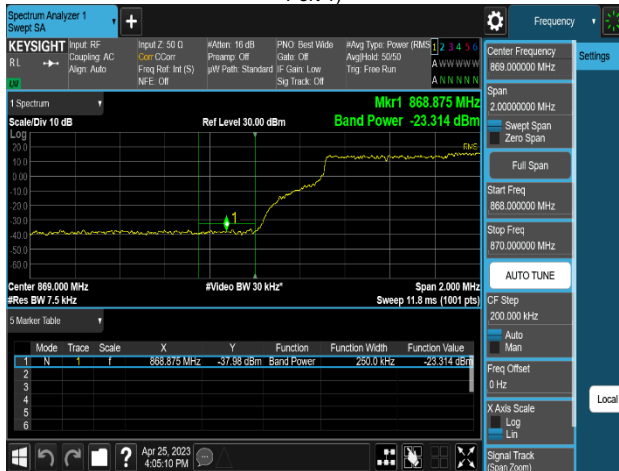 Spectrum Analyzer 1
Swept SA
+
Frequency
KEYSIGHT
RL
Input: RF
Coupling: AC
Align: Auto
Input Z: 50 Ω
Corr CCorr
Freq Ref: Int (S)
NFE: Off
#Atten: 16 dB
Preamp: Off
µW Path: Standard
PNO: Best Wide
Gate: Off
IF Gain: Low
Sig Track: Off
#Avg Type: Power (RMS
Avg|Hold: 50/50
Trig: Free Run
1 2 3 4 5 6
A W W W W W
A N N N N N
1 Spectrum
Scale/Div 10 dB
Ref Level 30.00 dBm
Mkr1 868.875 MHz
Band Power -23.314 dBm
Log
20.0
10.0
0.00
-10.0
-20.0
-30.0
-40.0
-50.0
-60.0
RMS
1
Center 869.000 MHz
#Video BW 30 kHz*
Span 2.000 MHz
#Res BW 7.5 kHz
Sweep 11.8 ms (1001 pts)
5 Marker Table
Mode Trace Scale X Y Function Function Width Function Value
1 N 1 f 868.875 MHz -37.98 dBm Band Power 250.0 kHz -23.314 dBm
2
3
4
5
6
Apr 25, 2023
4:05:10 PM
?
Center Frequency
869.000000 MHz
Settings
Span
2.00000000 MHz
Swept Span
Zero Span
Full Span
Start Freq
868.000000 MHz
Stop Freq
870.000000 MHz
AUTO TUNE
CF Step
200.000 kHz
Auto
Man
Freq Offset
0 Hz
X Axis Scale
Log
Lin
Local
Signal Track
(Span Zoom)